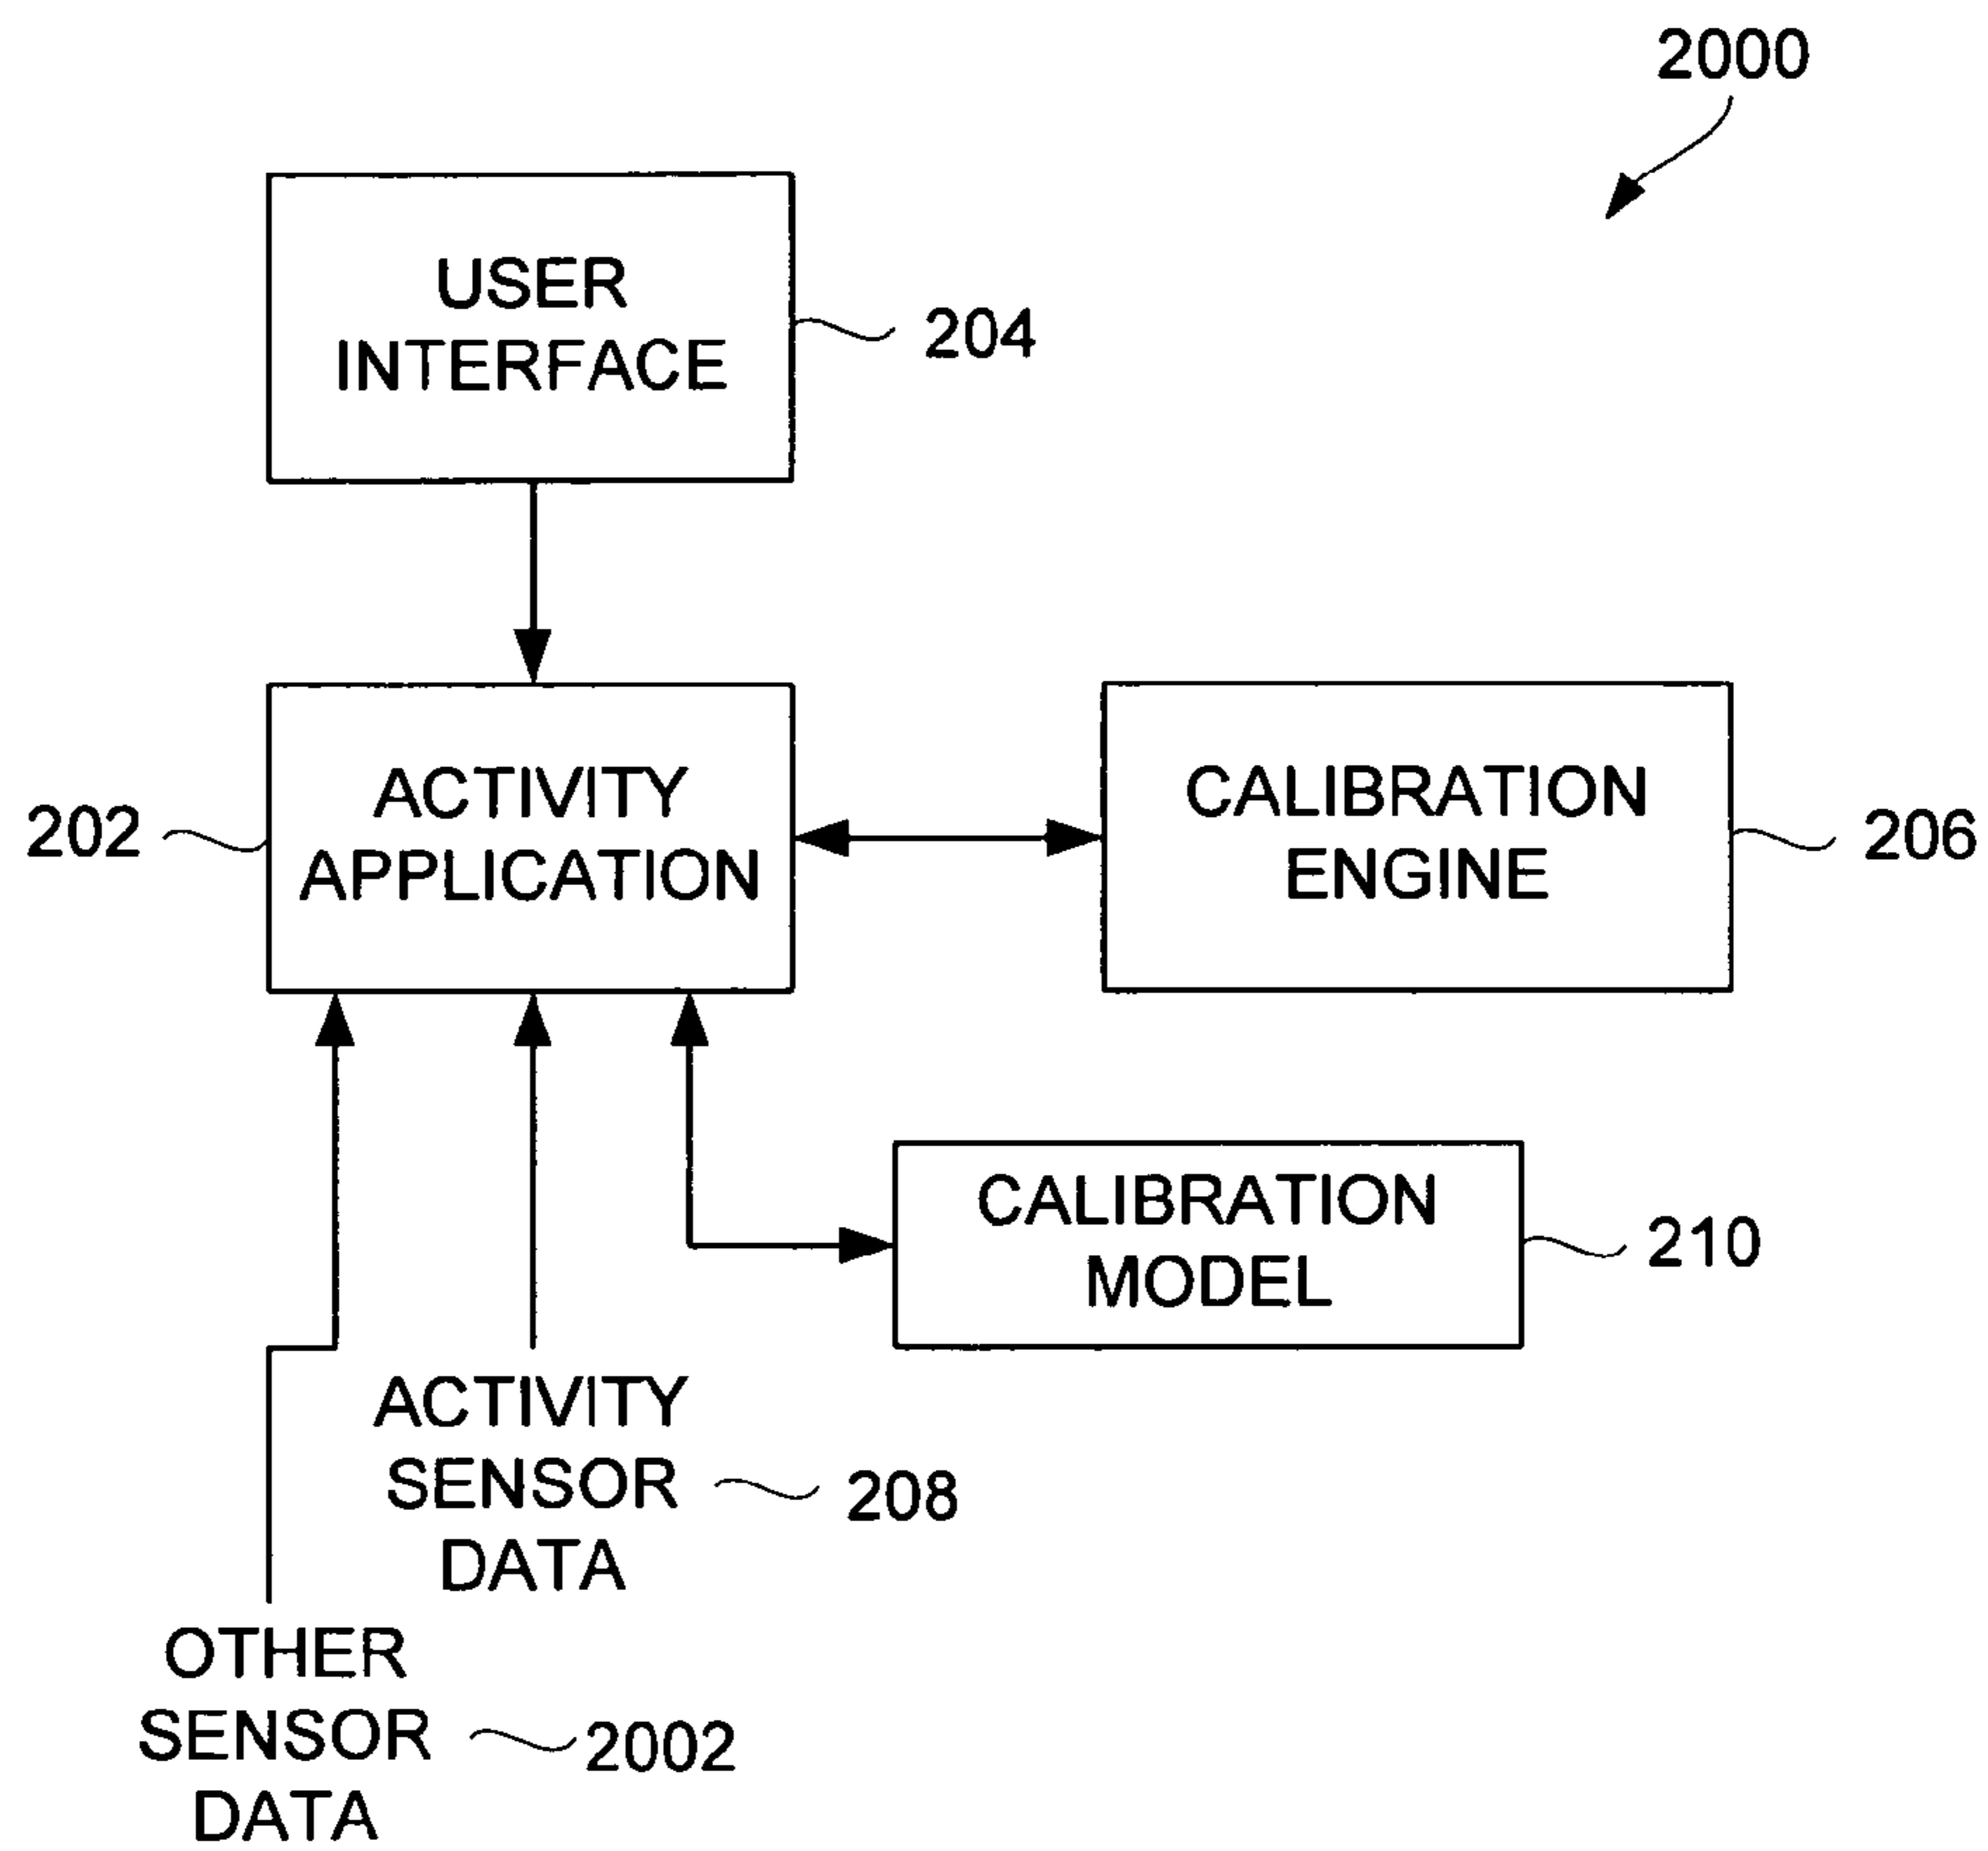 2000
USER
INTERFACE
204
ACTIVITY
APPLICATION
202
CALIBRATION
ENGINE
206
CALIBRATION
MODEL
210
ACTIVITY
SENSOR
DATA
208
OTHER
SENSOR
DATA
2002